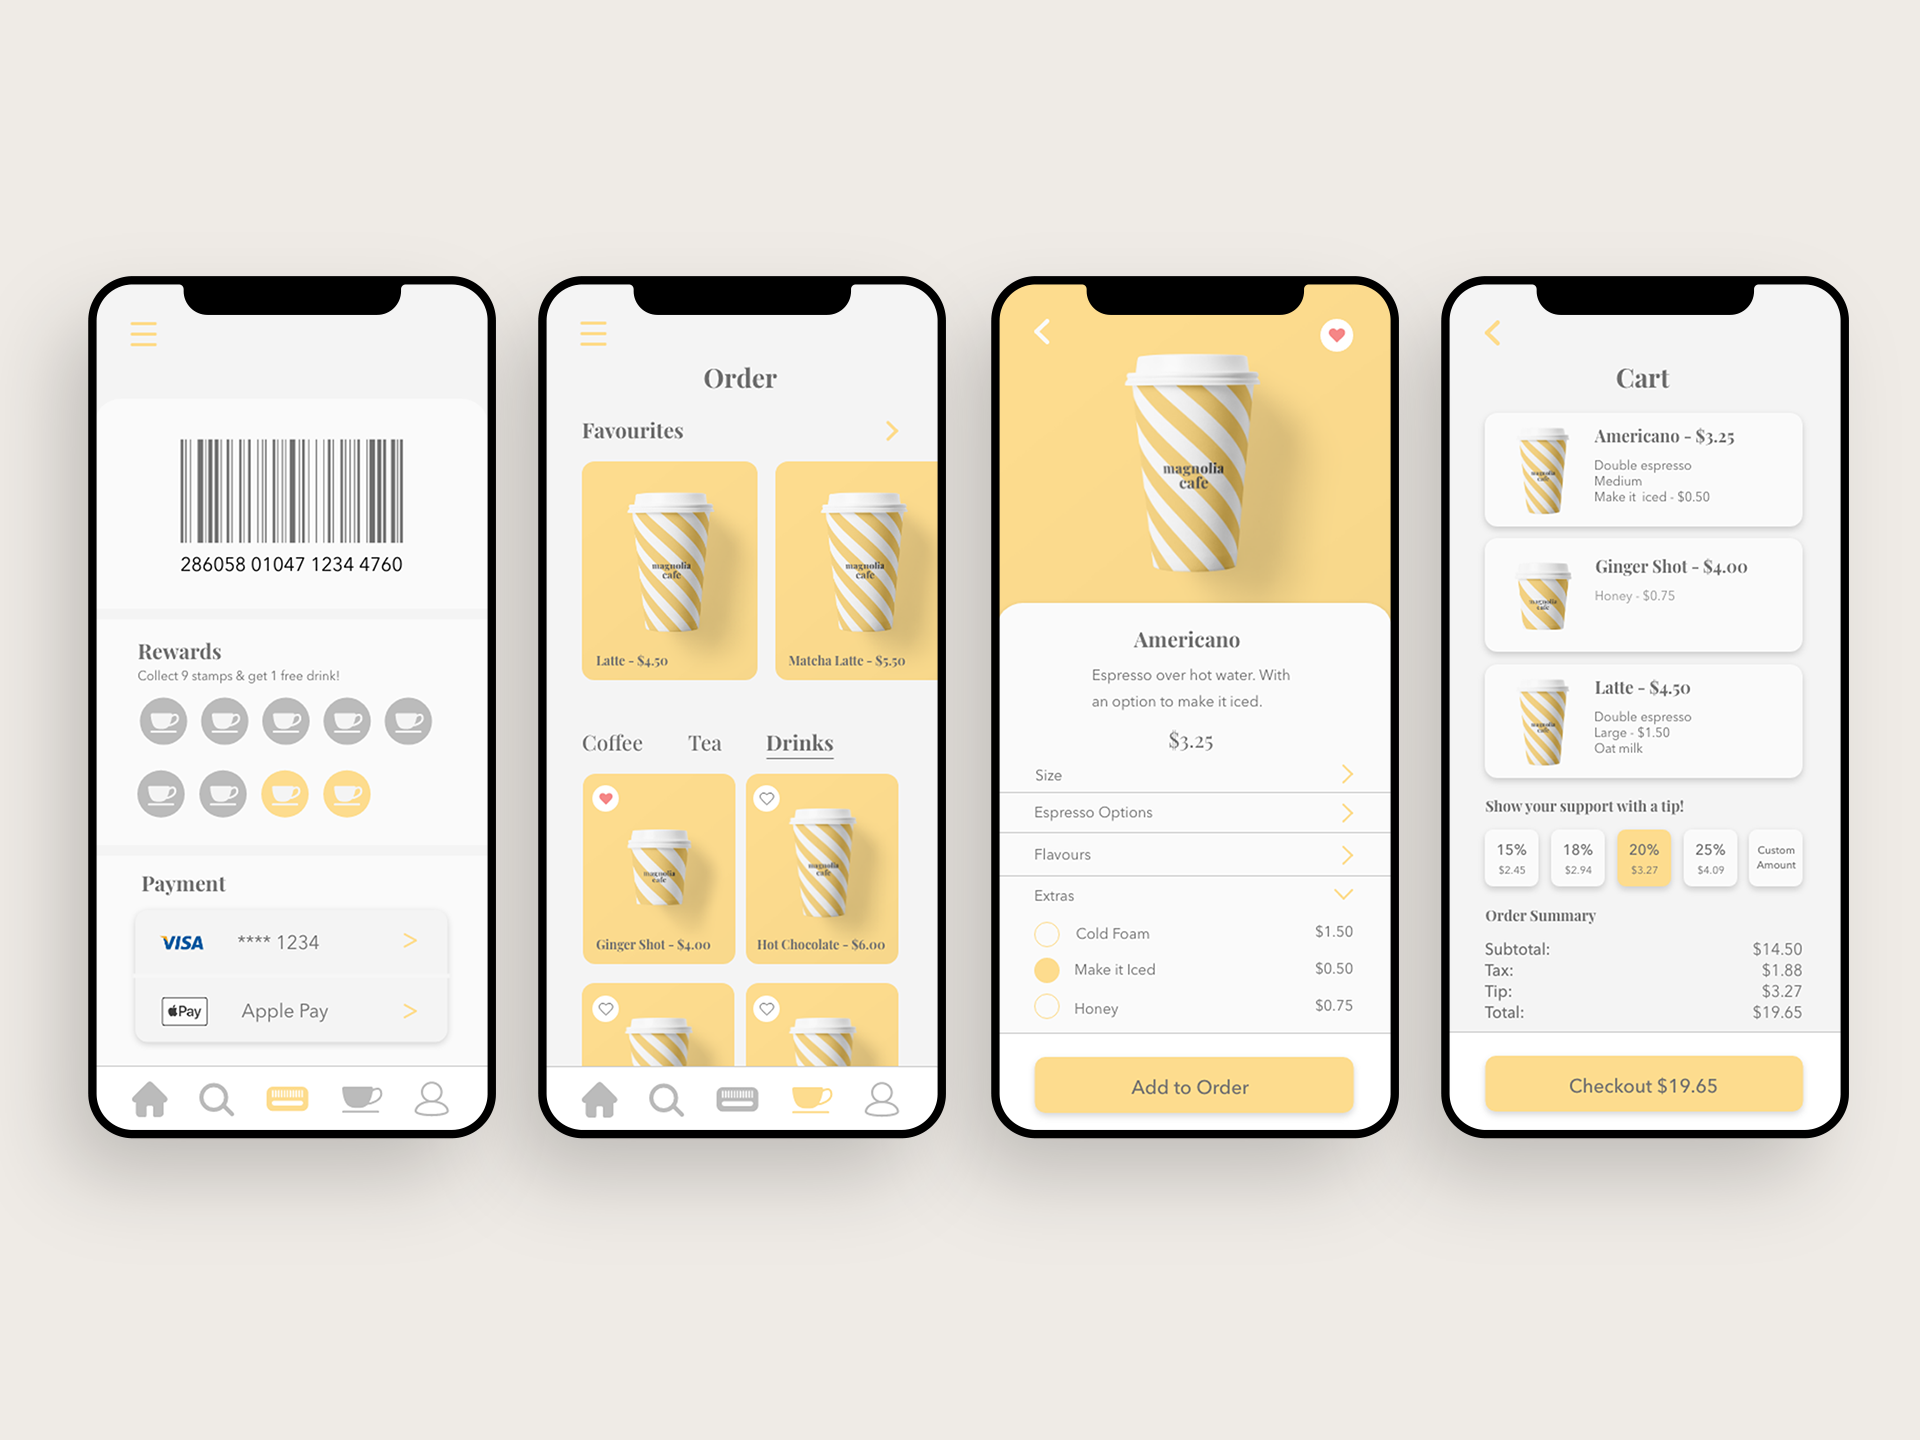 286058 01047 1234 4760
Rewards
Collect 9 stamps & get 1 free drink!
Payment
VISA
**** 1234
>
Pay
Apple Pay
>
Order
Favourites
magnolia
cafe
Latte - $4.50
magnolia
cafe
Matcha Latte - $5.50
Coffee
Tea
Drinks
magnolia
cafe
Ginger Shot - $4.00
magnolia
cafe
Hot Chocolate - $6.00
magnolia
cafe
Americano
Espresso over hot water. With
an option to make it iced.
$3.25
Size
Espresso Options
Flavours
Extras
Cold Foam $1.50
Make it Iced $0.50
Honey $0.75
Add to Order
Cart
magnolia
cafe
Americano - $3.25
Double espresso
Medium
Make it iced - $0.50
magnolia
cafe
Ginger Shot - $4.00
Honey - $0.75
magnolia
cafe
Latte - $4.50
Double espresso
Large - $1.50
Oat milk
Show your support with a tip!
15%
$2.45
18%
$2.94
20%
$3.27
25%
$4.09
Custom
Amount
Order Summary
Subtotal: $14.50
Tax: $1.88
Tip: $3.27
Total: $19.65
Checkout $19.65